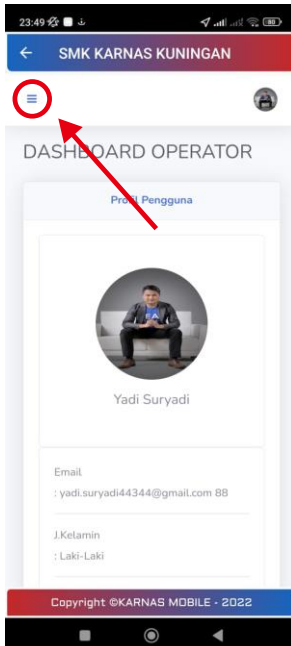 23:49
80
SMK KARNAS KUNINGAN
DASHBOARD OPERATOR
Profil Pengguna
Yadi Suryadi
Email
: yadi.suryadi44344@gmail.com 88
J.Kelamin
: Laki-Laki
Copyright ©KARNAS MOBILE - 2022